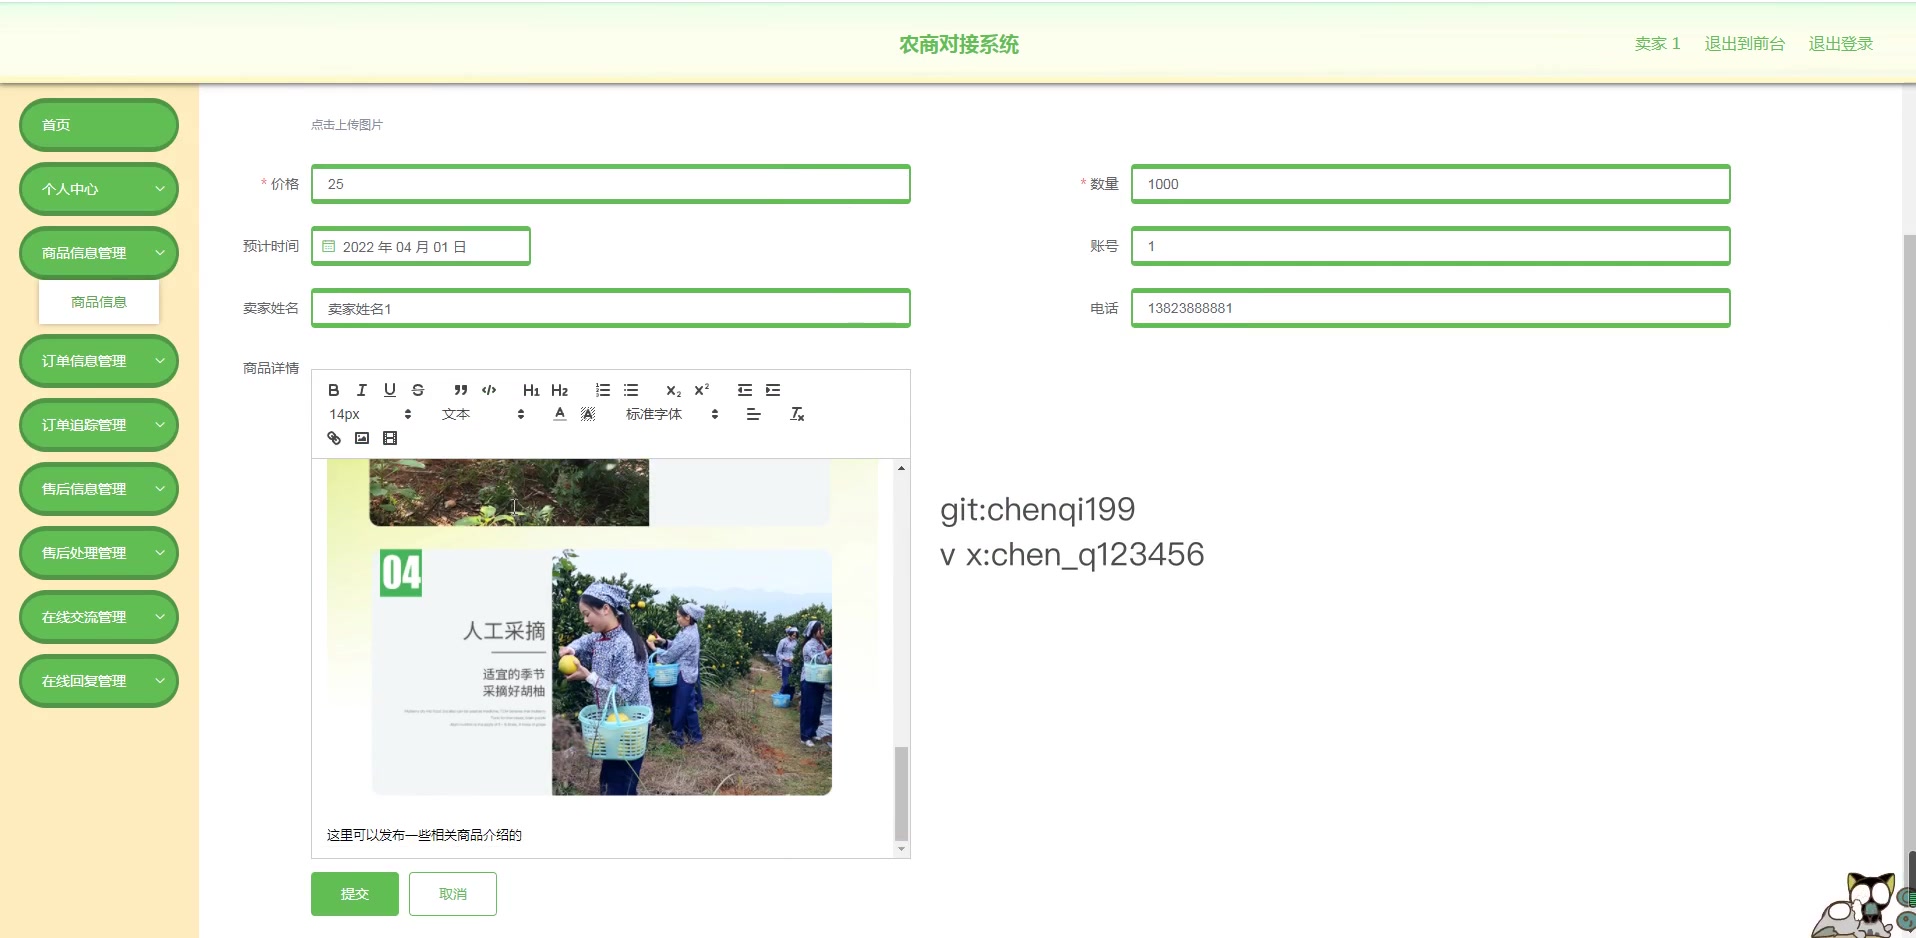 农商对接系统
卖家 1
退出到前台
退出登录
首页
个人中心
商品信息管理
商品信息
订单信息管理
订单追踪管理
售后信息管理
售后处理管理
在线交流管理
在线回复管理
点击上传图片
* 价格
25
* 数量
1000
预计时间
2022 年 04 月 01 日
账号
1
卖家姓名
卖家姓名1
电话
13823888881
商品详情
14px
文本
标准字体
04
人工采摘
适宜的季节
采摘好胡柚
这里可以发布一些相关商品介绍的
git:chenqi199
v x:chen_q123456
提交
取消